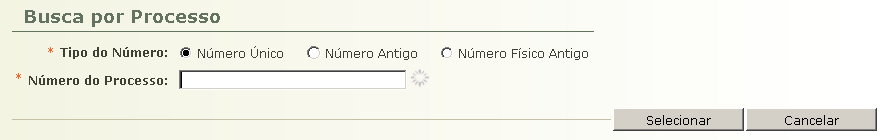 Busca por Processo
* Tipo do Número: Número Único Número Antigo Número Físico Antigo
* Número do Processo:
Selecionar Cancelar